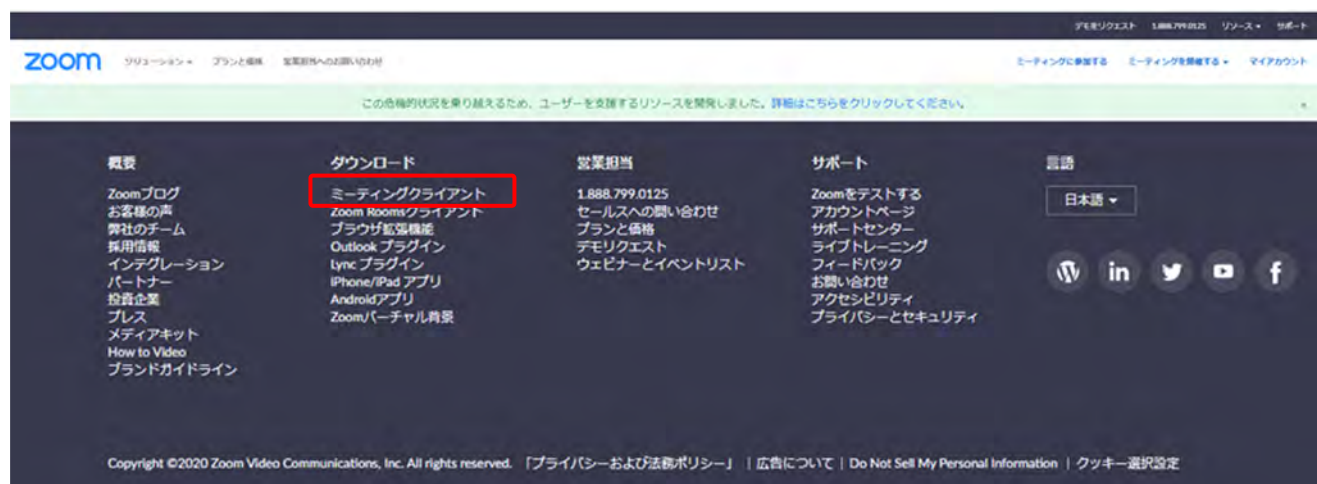 デモをリクエスト 1.888.799.0125 リソース サポート
zoom ソリューション プランと価格 営業担当へのお問い合わせ ミーティングに参加する ミーティングを開催する マイアカウント
この危機的状況を乗り越えるため、ユーザーを支援するリソースを開発しました。詳細はこちらをクリックしてください。
概要
Zoomブログ
お客様の声
弊社のチーム
採用情報
インテグレーション
パートナー
投資企業
プレス
メディアキット
How to Video
ブランドガイドライン
ダウンロード
ミーティングクライアント
Zoom Roomsクライアント
ブラウザ拡張機能
Outlook プラグイン
Lync プラグイン
iPhone/iPad アプリ
Androidアプリ
Zoomバーチャル背景
営業担当
1.888.799.0125
セールスへの問い合わせ
プランと価格
デモリクエスト
ウェビナーとイベントリスト
サポート
Zoomをテストする
アカウントページ
サポートセンター
ライブトレーニング
フィードバック
お問い合わせ
アクセシビリティ
プライバシーとセキュリティ
言語
日本語
in
f
Copyright ©2020 Zoom Video Communications, Inc. All rights reserved. 「プライバシーおよび法務ポリシー」 | 広告について | Do Not Sell My Personal Information | クッキー選択設定